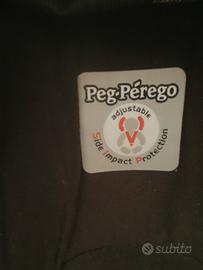 Peg-Pérego
adjustable
Side Impact Protection
subito